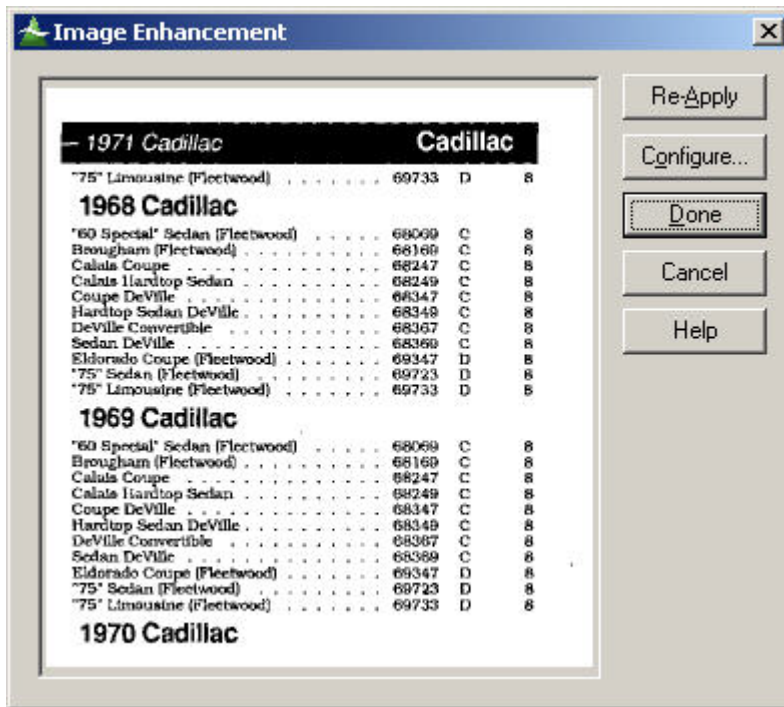 Image Enhancement
– 1971 Cadillac Cadillac
"75" Limousine (Fleetwood) . . . . . . . 69733 D 8
1968 Cadillac
"60 Special" Sedan (Fleetwood) . . . . . 68069 C 8
Brougham (Fleetwood) . . . . . . . . . 68169 C 8
Calais Coupe . . . . . . . . . . . . 68247 C 8
Calais Hardtop Sedan . . . . . . . . . 68249 C 8
Coupe DeVille . . . . . . . . . . . . 68347 C 8
Hardtop Sedan DeVille . . . . . . . . . 68349 C 8
DeVille Convertible . . . . . . . . . . 68367 C 8
Sedan DeVille . . . . . . . . . . . . 68369 C 8
Eldorado Coupe (Fleetwood) . . . . . . . 69347 D 8
"75" Sedan (Fleetwood) . . . . . . . . . 69723 D 8
"75" Limousine (Fleetwood) . . . . . . . 69733 D 8
1969 Cadillac
"60 Special" Sedan (Fleetwood) . . . . . 68069 C 8
Brougham (Fleetwood) . . . . . . . . . 68169 C 8
Calais Coupe . . . . . . . . . . . . 68247 C 8
Calais Hardtop Sedan . . . . . . . . . 68249 C 8
Coupe DeVille . . . . . . . . . . . . 68347 C 8
Hardtop Sedan DeVille . . . . . . . . . 68349 C 8
DeVille Convertible . . . . . . . . . . 68367 C 8
Sedan DeVille . . . . . . . . . . . . 68369 C 8
Eldorado Coupe (Fleetwood) . . . . . . . 69347 D 8
"75" Sedan (Fleetwood) . . . . . . . . . 69723 D 8
"75" Limousine (Fleetwood) . . . . . . . 69733 D 8
1970 Cadillac
Re-Apply
Configure...
Done
Cancel
Help